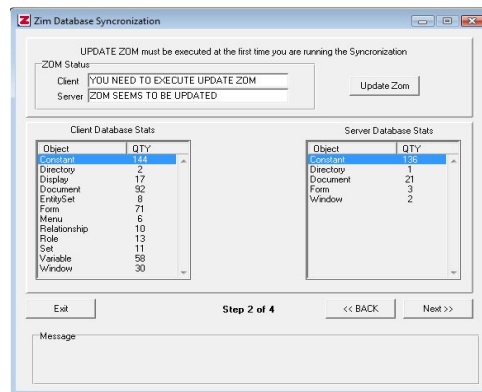 Zim Database Syncronization
UPDATE ZOM must be executed at the first time you are running the Syncronization
ZOM Status
Client YOU NEED TO EXECUTE UPDATE ZOM
Server ZOM SEEMS TO BE UPDATED
Update Zom
Client Database Stats
Object QTY
Constant 144
Directory 2
Display 17
Document 92
EntitySet 8
Form 71
Menu 6
Relationship 10
Role 13
Set 11
Variable 58
Window 30
Server Database Stats
Object QTY
Constant 136
Directory 1
Document 21
Form 3
Window 2
Exit
Step 2 of 4
<< BACK
Next >>
Message